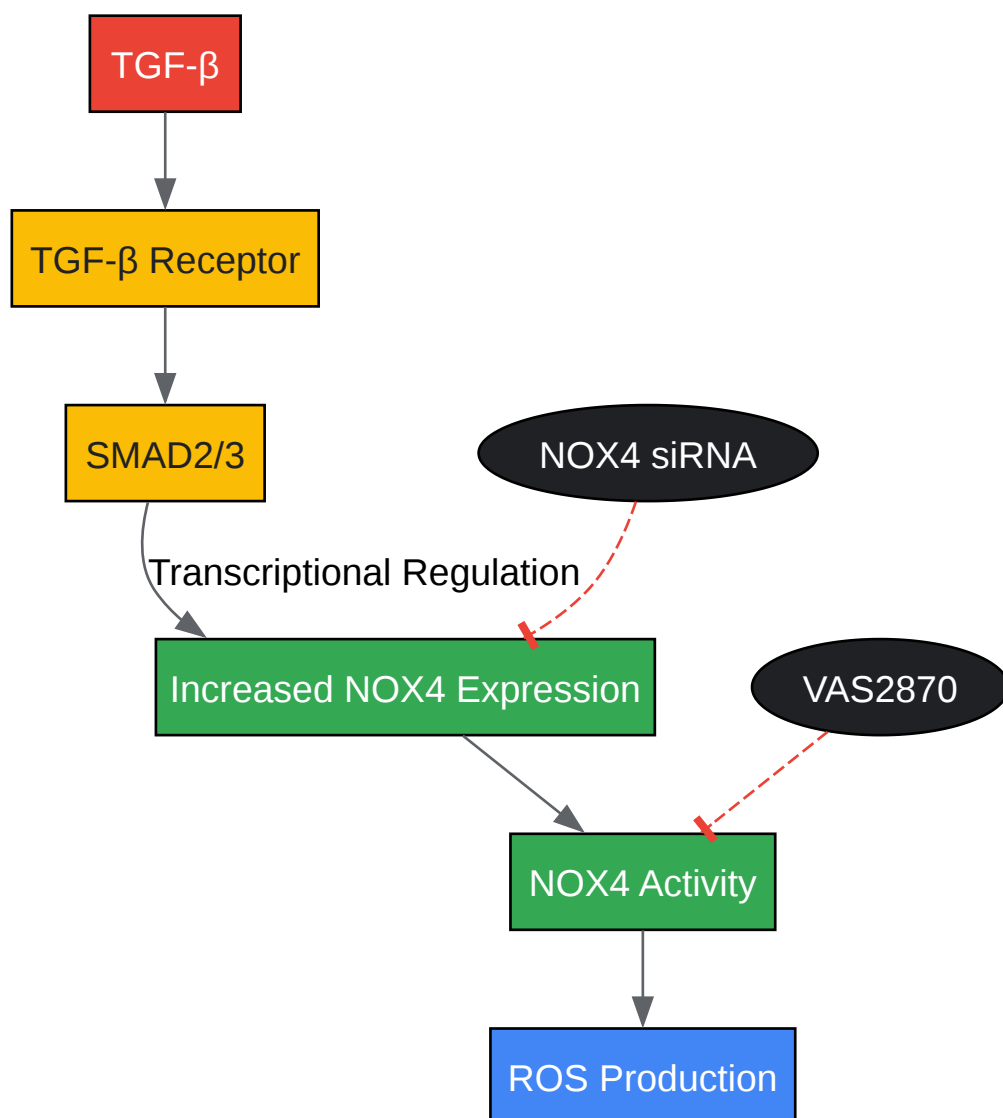 TGF-β
TGF-β Receptor
SMAD2/3
NOX4 siRNA
Transcriptional Regulation
Increased NOX4 Expression
VAS2870
NOX4 Activity
ROS Production